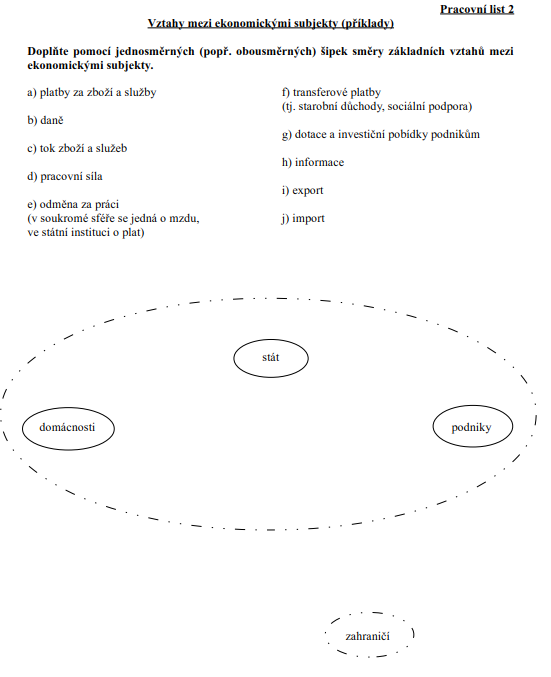 Pracovní list 2
Vztahy mezi ekonomickými subjekty (příklady)
Doplňte pomocí jednosměrných (popř. obousměrných) šipek směry základních vztahů mezi
ekonomickými subjekty.
a) platby za zboží a služby
b) daně
c) tok zboží a služeb
d) pracovní síla
e) odměna za práci
(v soukromé sféře se jedná o mzdu,
ve státní instituci o plat)
f) transferové platby
(tj. starobní důchody, sociální podpora)
g) dotace a investiční pobídky podnikům
h) informace
i) export
j) import
stát
domácnosti
podniky
zahraničí